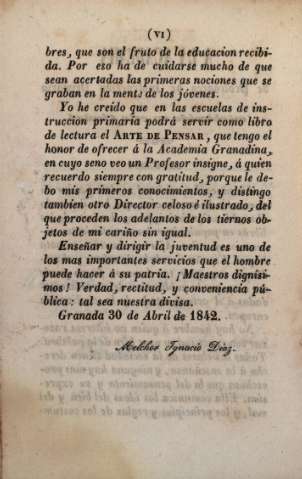 (VI)
bres, que son el fruto de la educacion recibi-
da. Por eso ha de cuidarse mucho de que
sean acertadas las primeras nociones que se
graban en la mente de los jóvenes.
Yo he creido que en las escuelas de ins-
truccion primaria podrá servir como libro
de lectura el ARTE DE PENSAR, que tengo el
honor de ofrecer á la Academia Granadina,
en cuyo seno veo un Profesor insigne, á quien
recuerdo siempre con gratitud, porque le de-
bo mis primeros conocimientos, y distingo
tambien otro Director celoso é ilustrado, del
que proceden los adelantos de los tiernos ob-
jetos de mi cariño sin igual.
Enseñar y dirigir la juventud es uno de
los mas importantes servicios que el hombre
puede hacer á su patria. ¡Maestros dignísi-
mos! Verdad, rectitud, y conveniencia pú-
blica: tal sea nuestra divisa.
Granada 30 de Abril de 1842.
Melchor Ignacio Diaz.